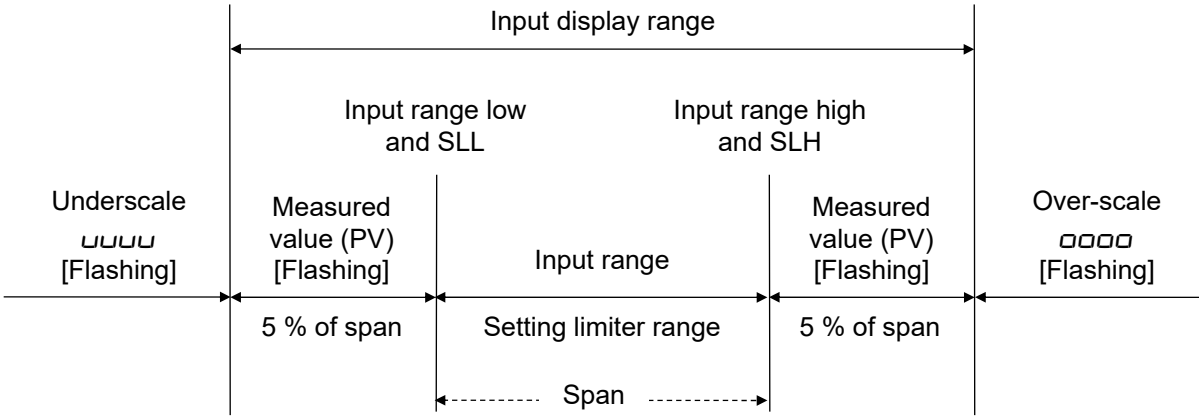 Input display range
Input range low
and SLL
Input range high
and SLH
Underscale
uuuu
[Flashing]
Measured
value (PV)
[Flashing]
Input range
Measured
value (PV)
[Flashing]
Over-scale
oooo
[Flashing]
5 % of span
Setting limiter range
5 % of span
Span